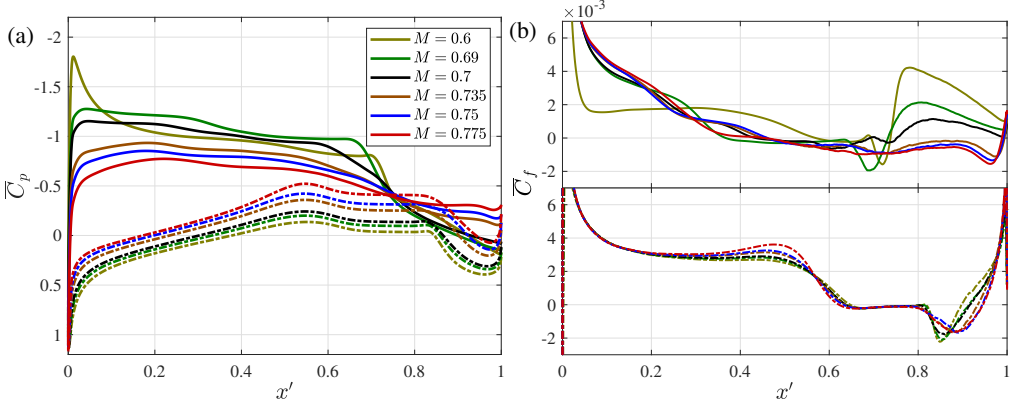 (a)
-2
-1.5
-1
-0.5
0
0.5
1
C̅_p
0 0.2 0.4 0.6 0.8 1
x′
M = 0.6
M = 0.69
M = 0.7
M = 0.735
M = 0.75
M = 0.775
(b)
×10⁻³
6
4
2
0
-2
C̅_f
6
4
2
0
-2
0 0.2 0.4 0.6 0.8 1
x′